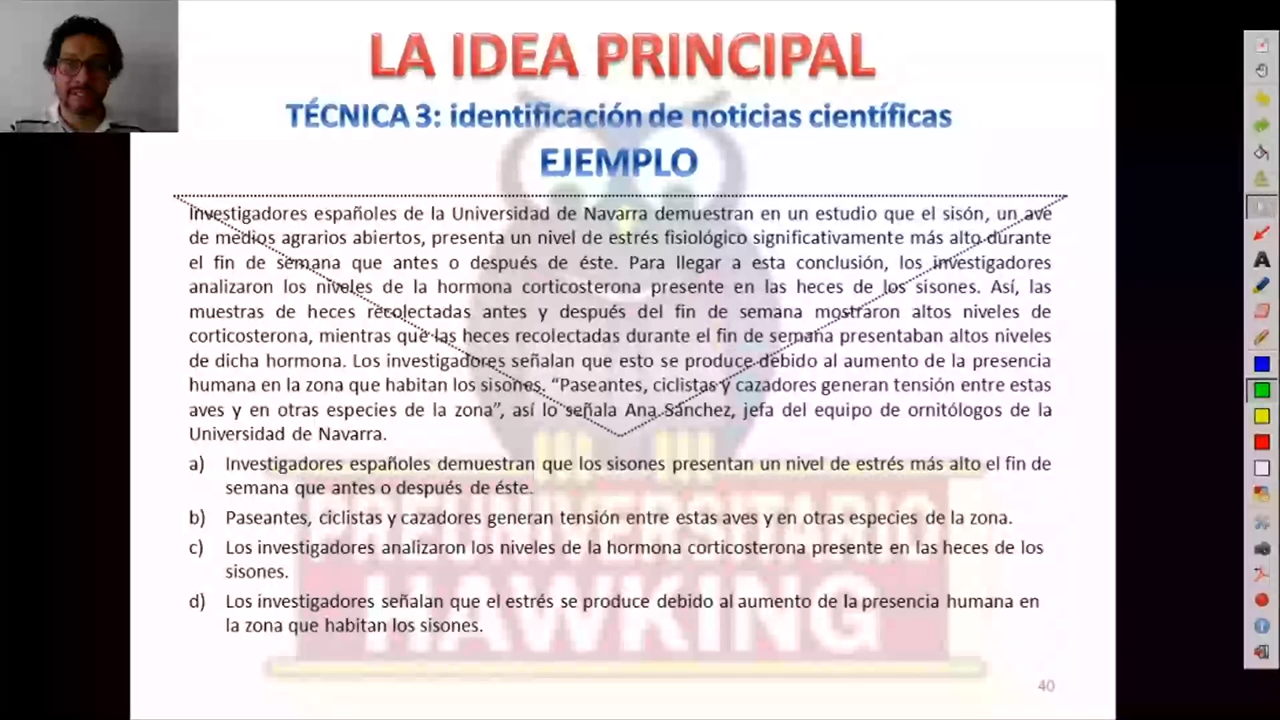 LA IDEA PRINCIPAL
TÉCNICA 3: identificación de noticias científicas
EJEMPLO
Investigadores españoles de la Universidad de Navarra demuestran en un estudio que el sisón, un ave
de medios agrarios abiertos, presenta un nivel de estrés fisiológico significativamente más alto durante
el fin de semana que antes o después de éste. Para llegar a esta conclusión, los investigadores
analizaron los niveles de la hormona corticosterona presente en las heces de los sisones. Así, las
muestras de heces recolectadas antes y después del fin de semana mostraron altos niveles de
corticosterona, mientras que las heces recolectadas durante el fin de semana presentaban altos niveles
de dicha hormona. Los investigadores señalan que esto se produce debido al aumento de la presencia
humana en la zona que habitan los sisones. “Paseantes, ciclistas y cazadores generan tensión entre estas
aves y en otras especies de la zona”, así lo señala Ana Sánchez, jefa del equipo de ornitólogos de la
Universidad de Navarra.
a) Investigadores españoles demuestran que los sisones presentan un nivel de estrés más alto el fin de
semana que antes o después de éste.
b) Paseantes, ciclistas y cazadores generan tensión entre estas aves y en otras especies de la zona.
c) Los investigadores analizaron los niveles de la hormona corticosterona presente en las heces de los
sisones.
d) Los investigadores señalan que el estrés se produce debido al aumento de la presencia humana en
la zona que habitan los sisones.
PREUNIVERSITARIO
HAWKING
40